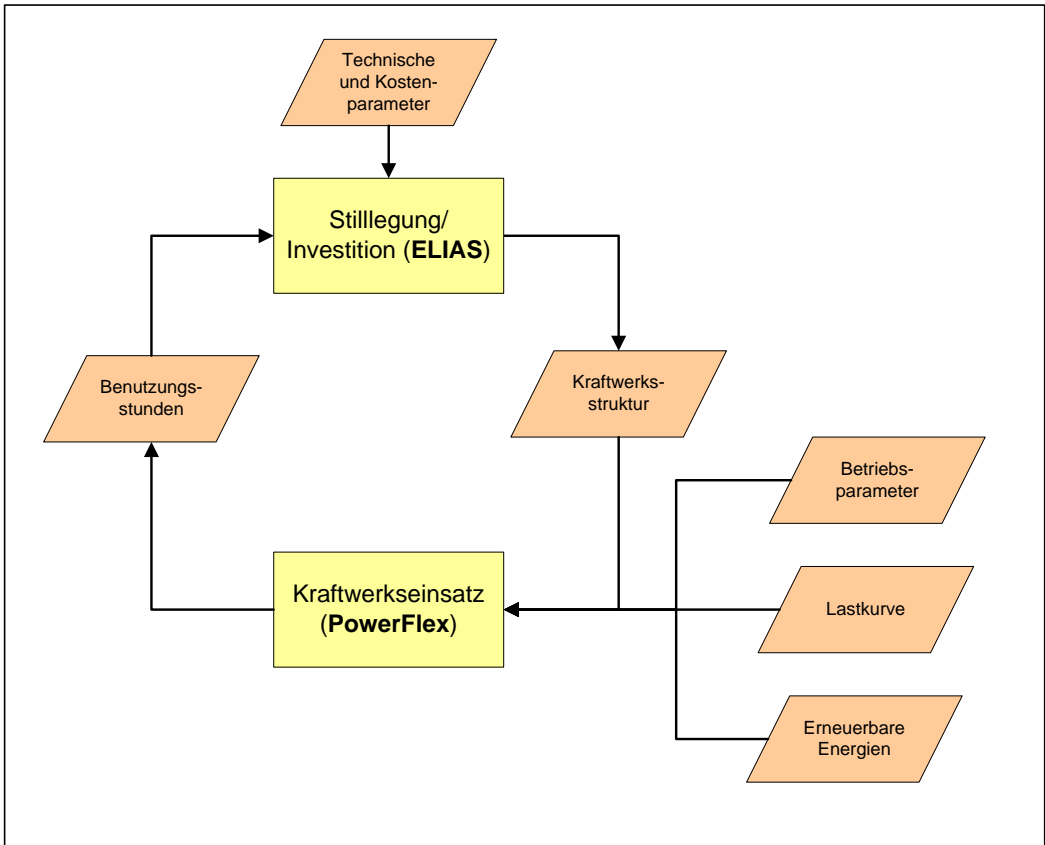 Technische
und Kosten-
parameter
Stilllegung/
Investition (ELIAS)
Benutzungs-
stunden
Kraftwerks-
struktur
Betriebs-
parameter
Kraftwerkseinsatz
(PowerFlex)
Lastkurve
Erneuerbare
Energien